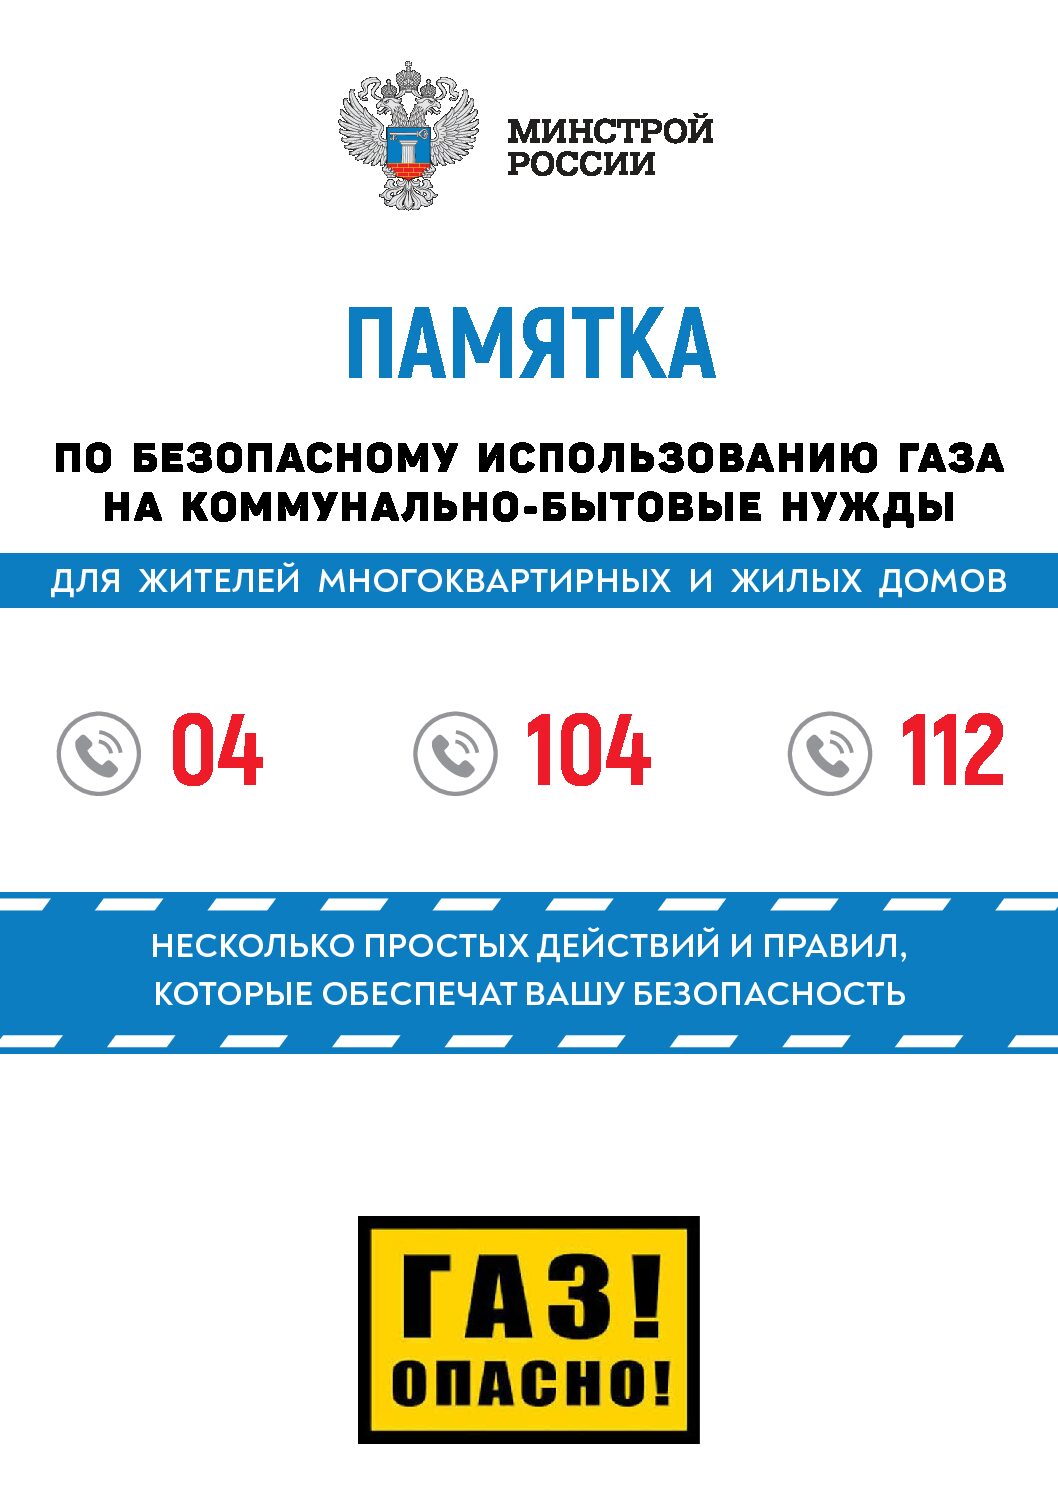 МИНСТРОЙ
РОССИИ
ПАМЯТКА
ПО БЕЗОПАСНОМУ ИСПОЛЬЗОВАНИЮ ГАЗА
НА КОММУНАЛЬНО-БЫТОВЫЕ НУЖДЫ
ДЛЯ ЖИТЕЛЕЙ МНОГОКВАРТИРНЫХ И ЖИЛЫХ ДОМОВ
04 104 112
НЕСКОЛЬКО ПРОСТЫХ ДЕЙСТВИЙ И ПРАВИЛ,
КОТОРЫЕ ОБЕСПЕЧАТ ВАШУ БЕЗОПАСНОСТЬ
ГАЗ!
ОПАСНО!